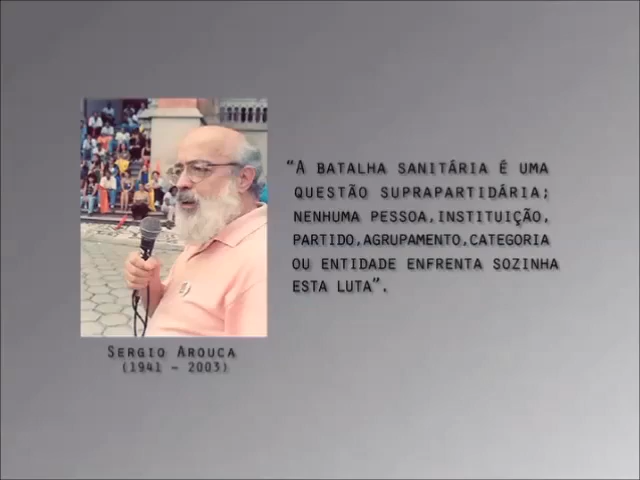 “A BATALHA SANITÁRIA É UMA
QUESTÃO SUPRAPARTIDÁRIA;
NENHUMA PESSOA,INSTITUIÇÃO,
PARTIDO,AGRUPAMENTO,CATEGORIA
OU ENTIDADE ENFRENTA SOZINHA
ESTA LUTA”.
SERGIO AROUCA
(1941 – 2003)